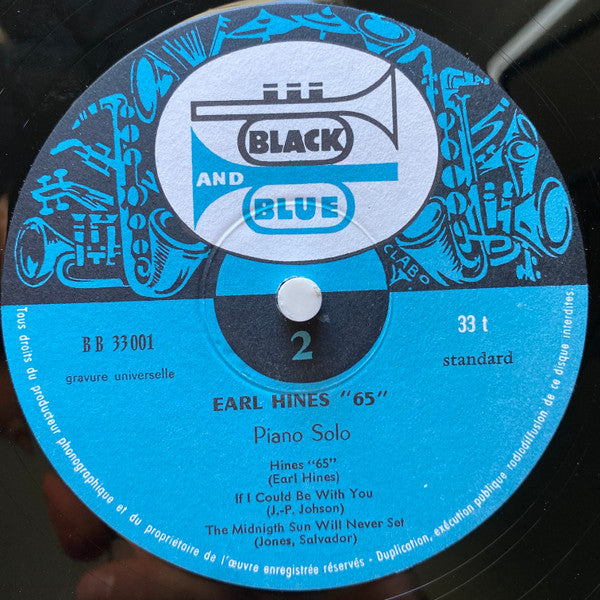 BLACK
AND
BLUE
CLABO
BB 33001
gravure universelle
2
33 t
standard
EARL HINES "65"
Piano Solo
Hines "65"
(Earl Hines)
If I Could Be With You
(J.-P. Johson)
The Midnigth Sun Will Never Set
(Jones, Salvador)
Tous droits du producteur phonographique et du propriétaire de l'œuvre enregistrée réservés - Duplication, exécution publique radiodiffusion de ce disque interdites.